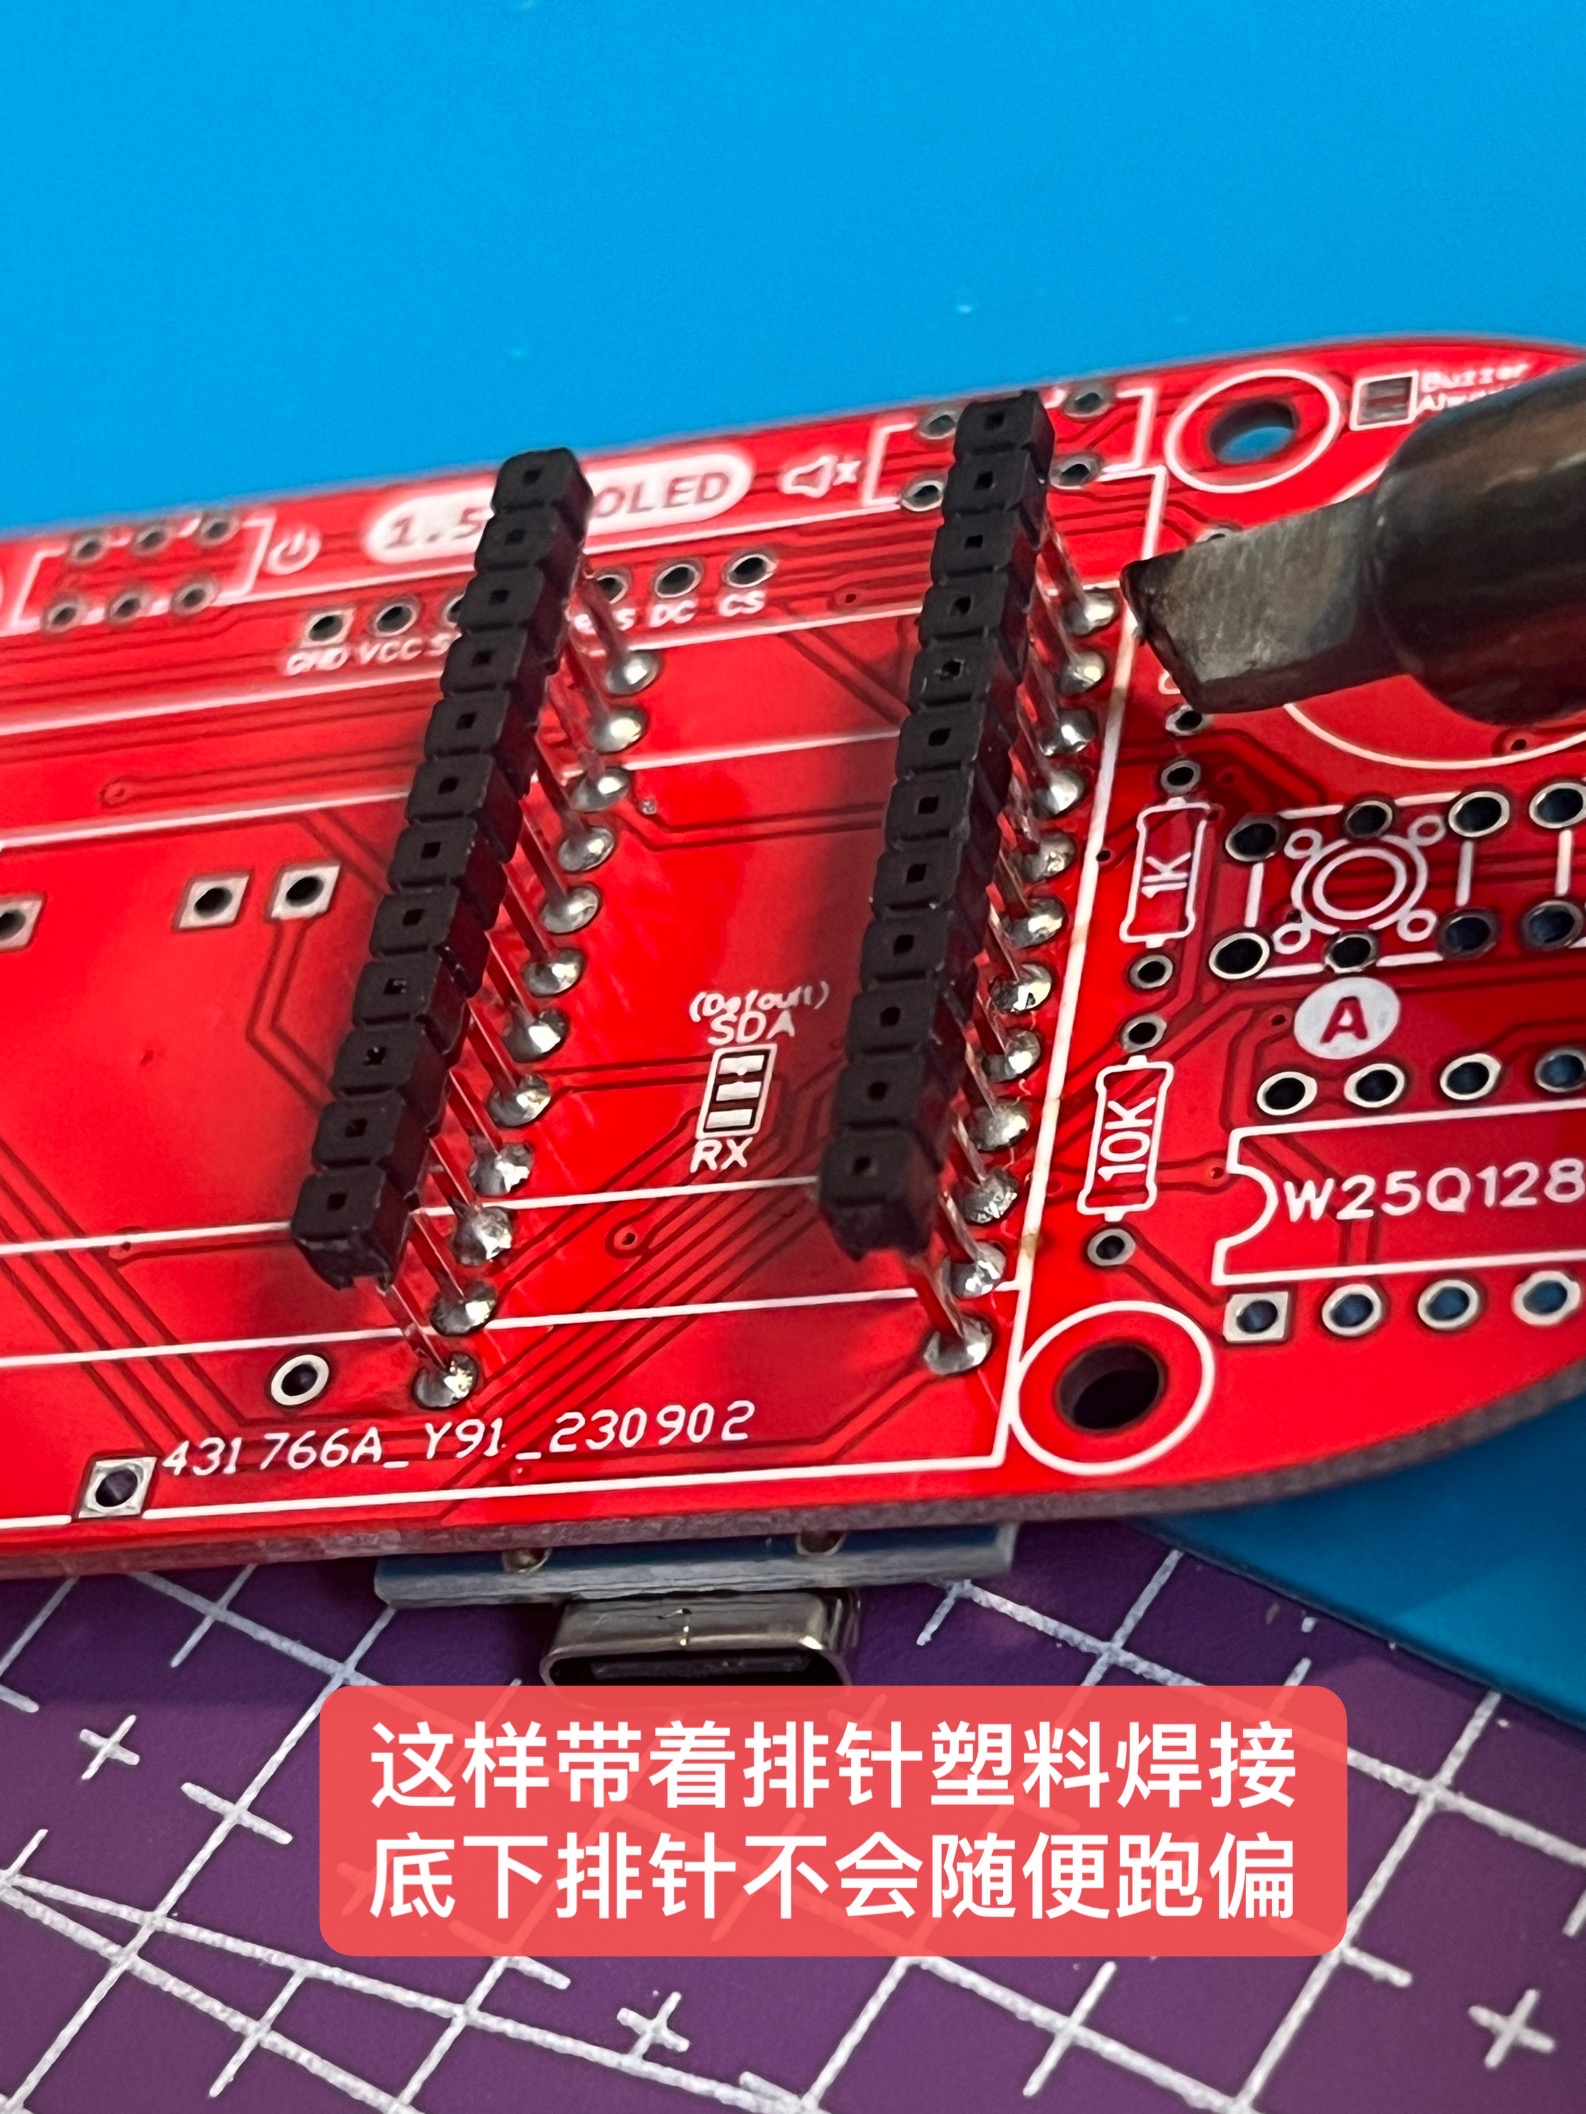 Buzzer
1.5 OLED
GND VCC S
S DC CS
1K
(Default)
SDA
RX
A
10K
W25Q128
431766A_Y91_230902
这样带着排针塑料焊接
底下排针不会随便跑偏